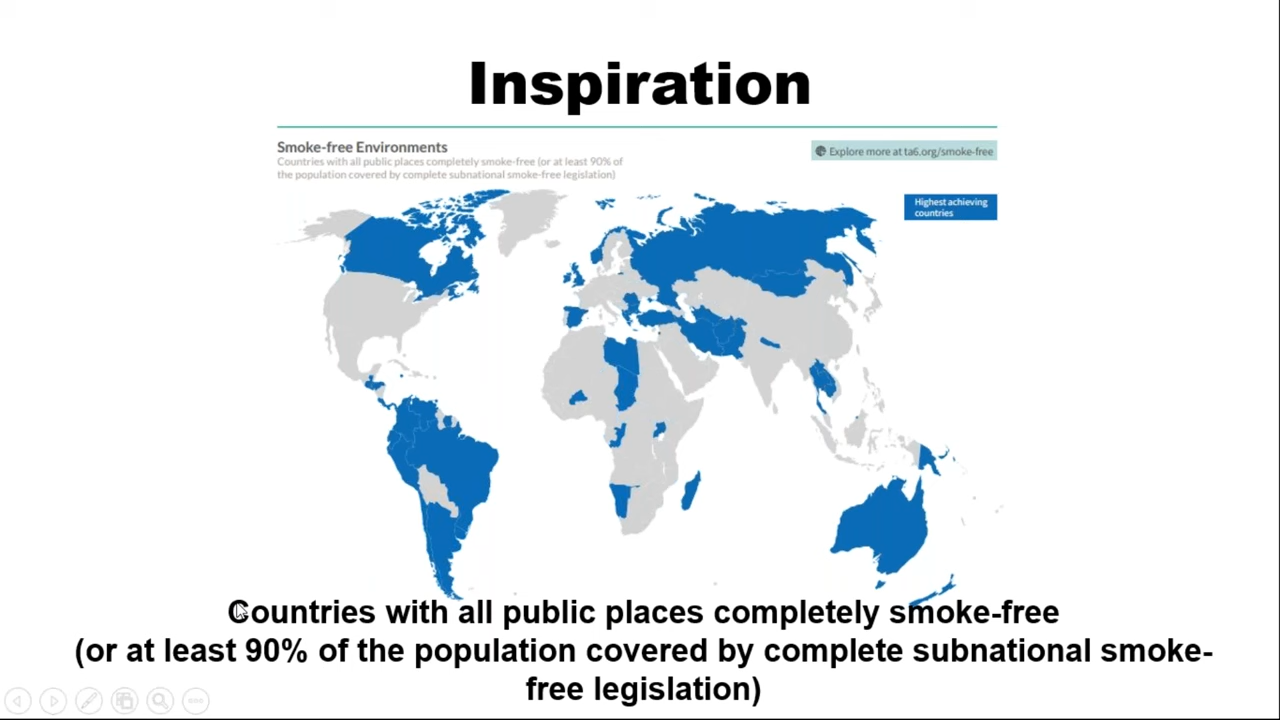 Inspiration
Smoke-free Environments
Countries with all public places completely smoke-free (or at least 90% of
the population covered by complete subnational smoke-free legislation)
Explore more at ta6.org/smoke-free
Highest achieving
countries
Countries with all public places completely smoke-free
(or at least 90% of the population covered by complete subnational smoke-
free legislation)